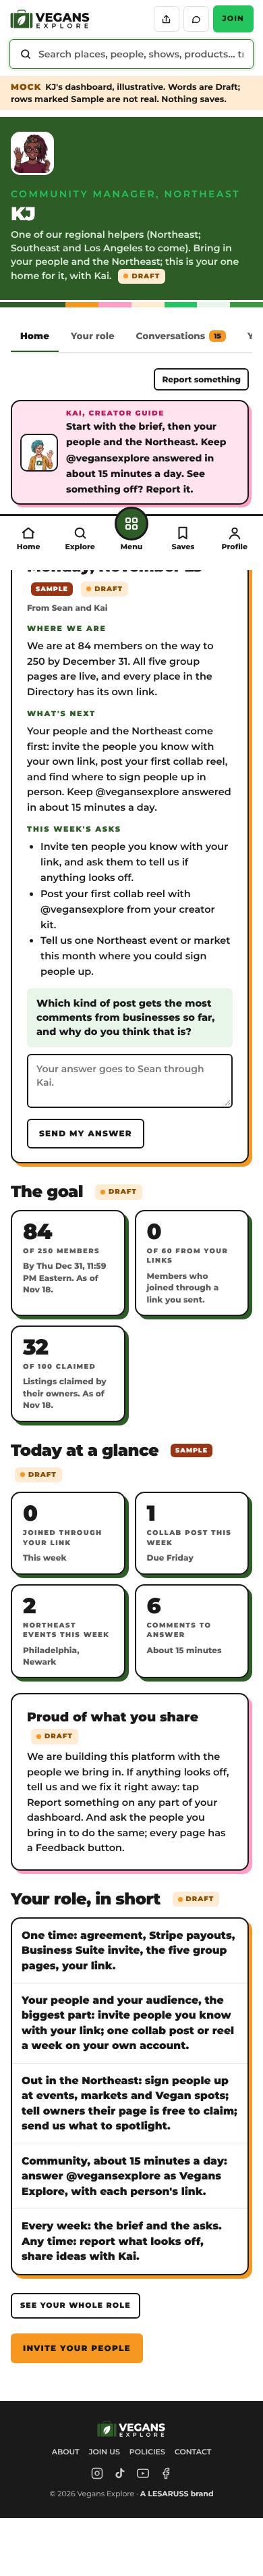 VEGANS
EXPLORE
JOIN
Search places, people, shows, products... tr
MOCK KJ's dashboard, illustrative. Words are Draft;
rows marked Sample are not real. Nothing saves.
COMMUNITY MANAGER, NORTHEAST
KJ
One of our regional helpers (Northeast;
Southeast and Los Angeles to come). Bring in
your people and the Northeast; this is your one
home for it, with Kai. DRAFT
Home Your role Conversations 15 Y
Report something
KAI, CREATOR GUIDE
Start with the brief, then your
people and the Northeast. Keep
@vegansexplore answered in
about 15 minutes a day. See
something off? Report it.
Home Explore Menu Saves Profile
SAMPLE DRAFT
From Sean and Kai
WHERE WE ARE
We are at 84 members on the way to
250 by December 31. All five group
pages are live, and every place in the
Directory has its own link.
WHAT'S NEXT
Your people and the Northeast come
first: invite the people you know with
your own link, post your first collab reel,
and find where to sign people up in
person. Keep @vegansexplore answered
in about 15 minutes a day.
THIS WEEK'S ASKS
• Invite ten people you know with your
link, and ask them to tell us if
anything looks off.
• Post your first collab reel with
@vegansexplore from your creator
kit.
• Tell us one Northeast event or market
this month where you could sign
people up.
Which kind of post gets the most
comments from businesses so far,
and why do you think that is?
Your answer goes to Sean through
Kai.
SEND MY ANSWER
The goal DRAFT
84
OF 250 MEMBERS
By Thu Dec 31, 11:59
PM Eastern. As of
Nov 18.
0
OF 60 FROM YOUR
LINKS
Members who
joined through a
link you sent.
32
OF 100 CLAIMED
Listings claimed by
their owners. As of
Nov 18.
Today at a glance SAMPLE
DRAFT
0
JOINED THROUGH
YOUR LINK
This week
1
COLLAB POST THIS
WEEK
Due Friday
2
NORTHEAST
EVENTS THIS WEEK
Philadelphia,
Newark
6
COMMENTS TO
ANSWER
About 15 minutes
Proud of what you share
DRAFT
We are building this platform with the
people we bring in. If anything looks off,
tell us and we fix it right away: tap
Report something on any part of your
dashboard. And ask the people you
bring in to do the same; every page has
a Feedback button.
Your role, in short DRAFT
One time: agreement, Stripe payouts,
Business Suite invite, the five group
pages, your link.
Your people and your audience, the
biggest part: invite people you know
with your link; one collab post or reel
a week on your own account.
Out in the Northeast: sign people up
at events, markets and Vegan spots;
tell owners their page is free to claim;
send us what to spotlight.
Community, about 15 minutes a day:
answer @vegansexplore as Vegans
Explore, with each person's link.
Every week: the brief and the asks.
Any time: report what looks off,
share ideas with Kai.
SEE YOUR WHOLE ROLE
INVITE YOUR PEOPLE
VEGANS
EXPLORE
ABOUT JOIN US POLICIES CONTACT
© 2026 Vegans Explore · A LESARUSS brand